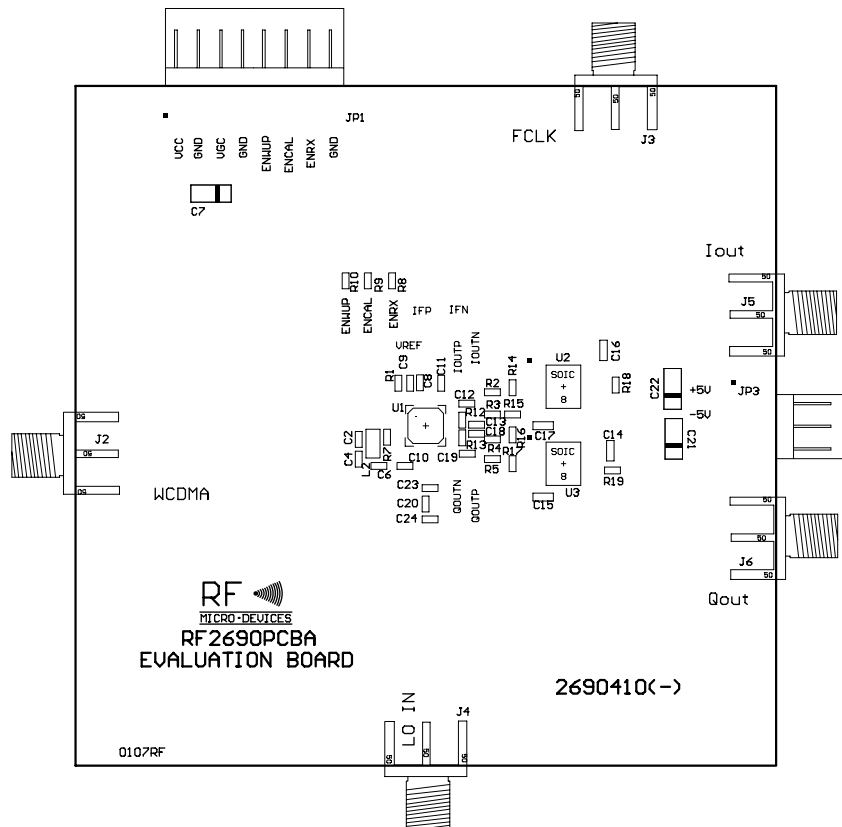 JP1
VCC
GND
VGC
GND
ENWUP
ENCAL
ENRX
GND
C7
FCLK
50
50
50
J3
Iout
50
50
50
J5
R10
R9
R8
ENWUP
ENCAL
ENRX
IFP
IFN
VREF
IOUTP
IOUTN
R1
C9
C8
C11
R14
U2
SOIC
+
8
C16
R18
C22
+5V
-5V
C21
JP3
C12
R2
R3
R15
U1
R12
C13
C18
R13
R4
R16
R17
C17
C2
C4
L2
R7
C6
C10
C19
R5
SOIC
+
8
U3
C14
R19
C15
50
50
50
J2
WCDMA
C23
C20
C24
QOUTN
QOUTP
50
50
50
J6
Qout
RF
MICRO-DEVICES
RF2690PCBA
EVALUATION BOARD
2690410(-)
LO IN
J4
50
50
50
0107RF